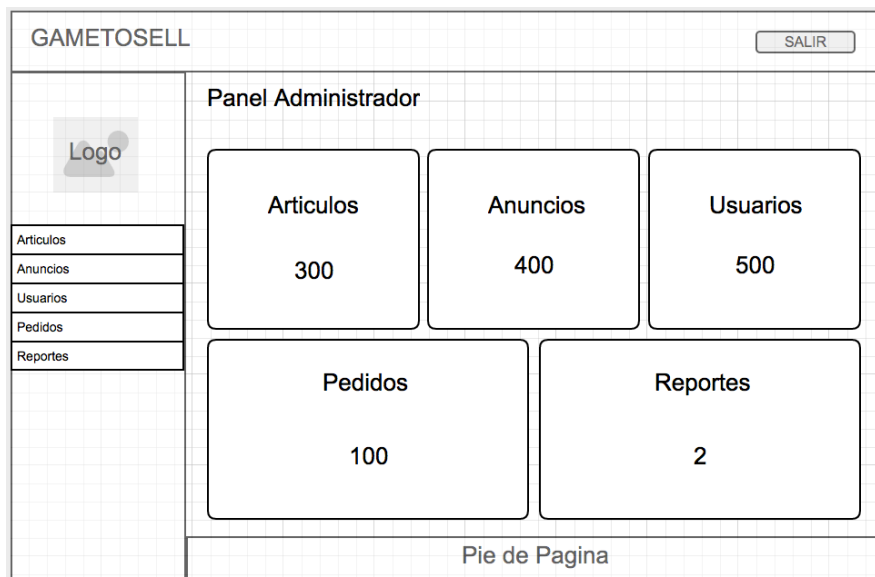 GAMETOSELL
SALIR
Logo
Articulos
Anuncios
Usuarios
Pedidos
Reportes
Panel Administrador
Articulos
300
Anuncios
400
Usuarios
500
Pedidos
100
Reportes
2
Pie de Pagina